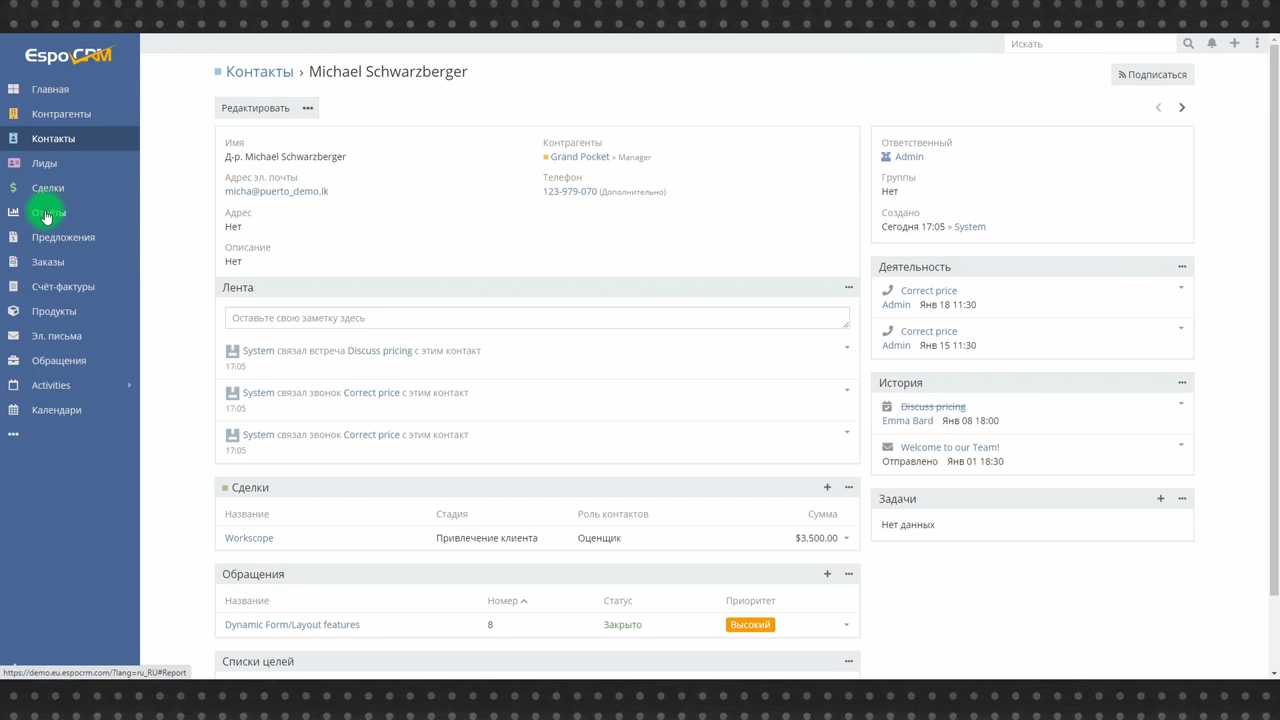 EspoCRM
Искать
Главная
Контрагенты
Контакты
Лиды
Сделки
Отчёты
Предложения
Заказы
Счёт-фактуры
Продукты
Эл. письма
Обращения
Activities
Календари
Контакты › Michael Schwarzberger
Подписаться
Редактировать
Имя
Д-р. Michael Schwarzberger
Контрагенты
Grand Pocket » Manager
Адрес эл. почты
micha@puerto_demo.lk
Телефон
123-979-070 (Дополнительно)
Адрес
Нет
Описание
Нет
Лента
Оставьте свою заметку здесь
System связал встреча Discuss pricing с этим контакт
17:05
System связал звонок Correct price с этим контакт
17:05
System связал звонок Correct price с этим контакт
17:05
Сделки
Название Стадия Роль контактов Сумма
Workscope Привлечение клиента Оценщик $3,500.00
Обращения
Название Номер Статус Приоритет
Dynamic Form/Layout features 8 Закрыто Высокий
Списки целей
Ответственный
Admin
Группы
Нет
Создано
Сегодня 17:05 » System
Деятельность
Correct price
Admin Янв 18 11:30
Correct price
Admin Янв 15 11:30
История
Discuss pricing
Emma Bard Янв 08 18:00
Welcome to our Team!
Отправлено Янв 01 18:30
Задачи
Нет данных
https://demo.eu.espocrm.com/?lang=ru_RU#Report